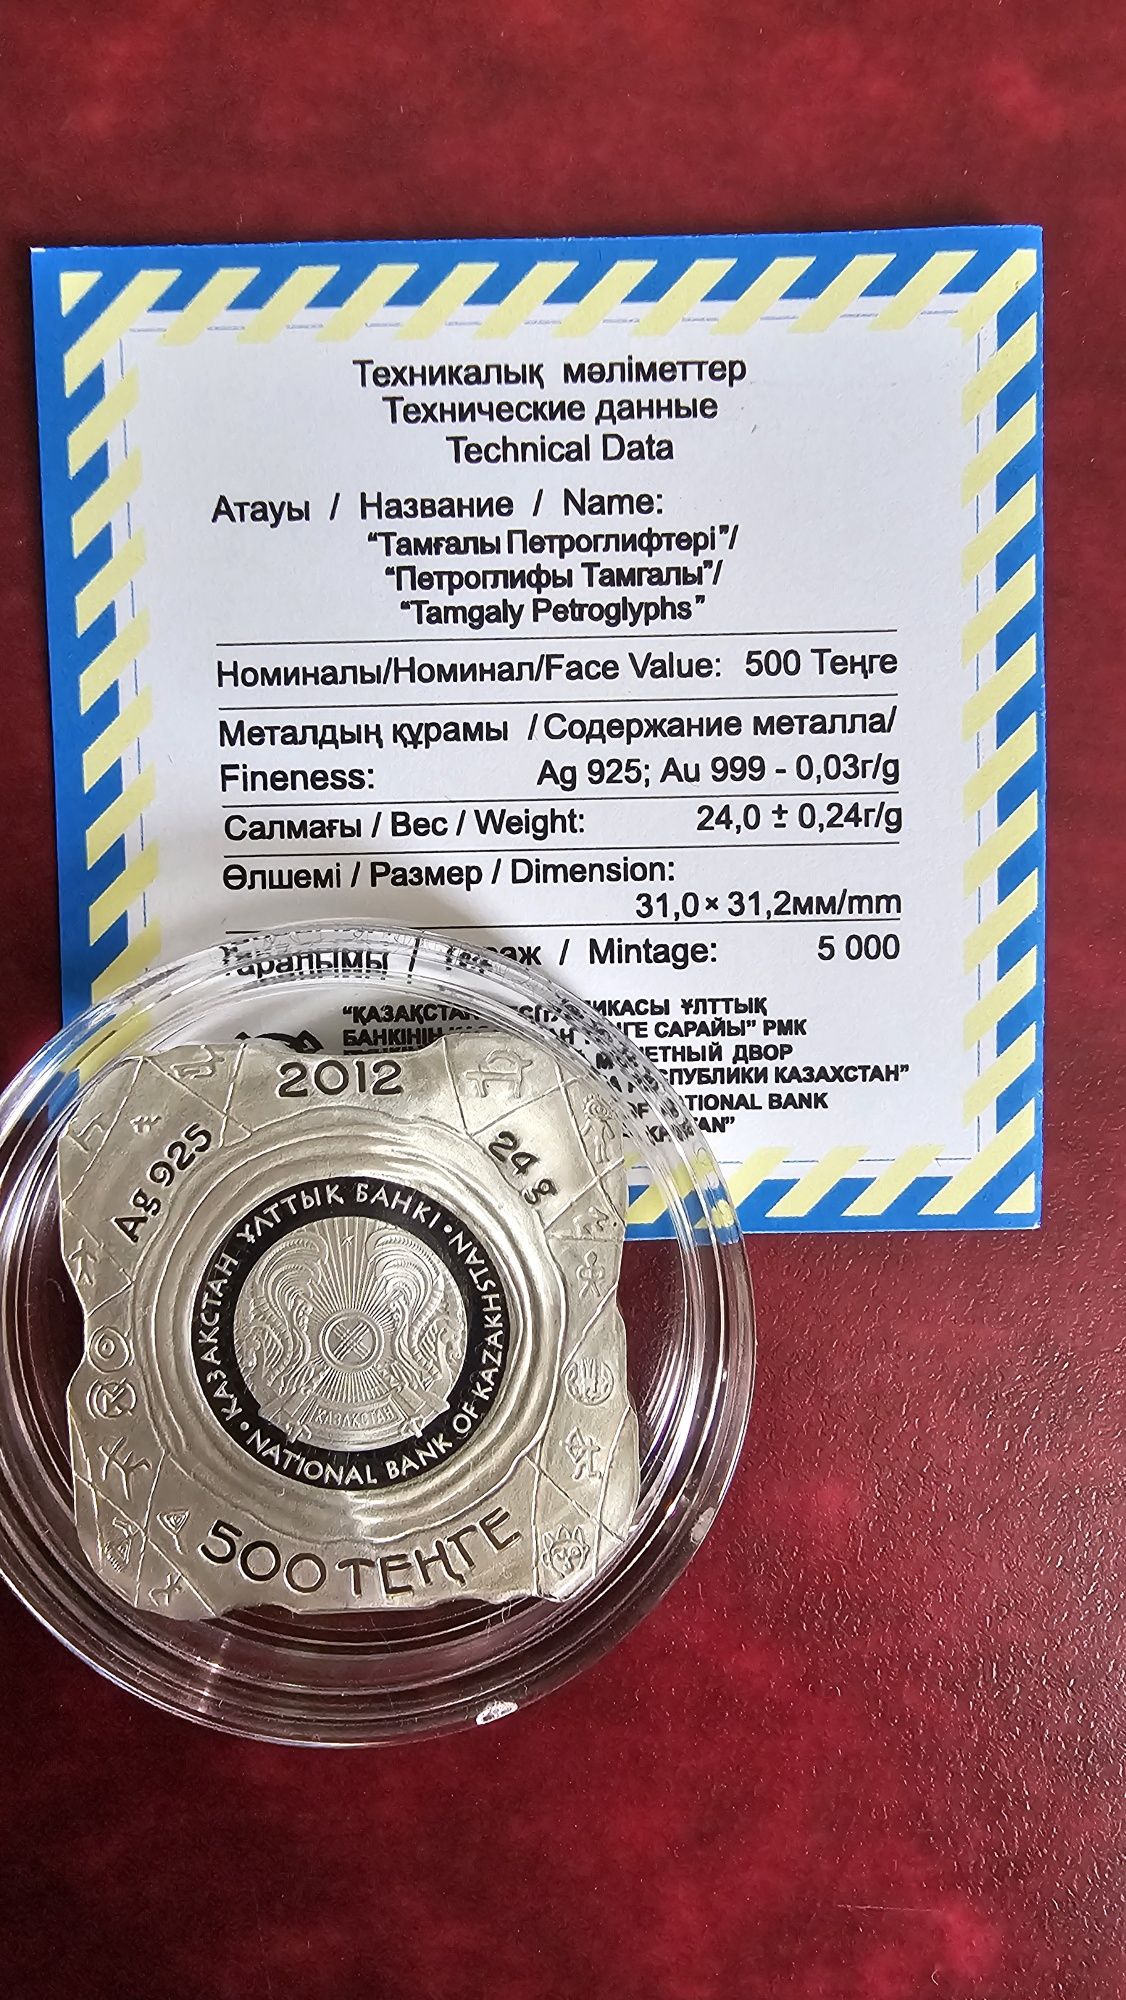 Техникалық мәліметтер
Технические данные
Technical Data
Атауы / Название / Name:
“Тамғалы Петроглифтері”/
“Петроглифы Тамгалы”/
“Tamgaly Petroglyphs”
Номиналы/Номинал/Face Value: 500 Теңге
Металдың құрамы / Содержание металла/
Fineness: Ag 925; Au 999 - 0,03г/g
Салмағы / Вес / Weight: 24,0 ± 0,24г/g
Өлшемі / Размер / Dimension:
31,0 × 31,2мм/mm
/ Mintage: 5 000
ҰЛТТЫҚ
САРАЙЫ” РМК
ДВОР
КАЗАХСТАН”
BANK
2012
Ag 925
24 g
ҚАЗАҚСТАН ҰЛТТЫҚ БАНКІ • NATIONAL BANK OF KAZAKHSTAN •
ҚАЗАҚСТАН
500 ТЕҢГЕ